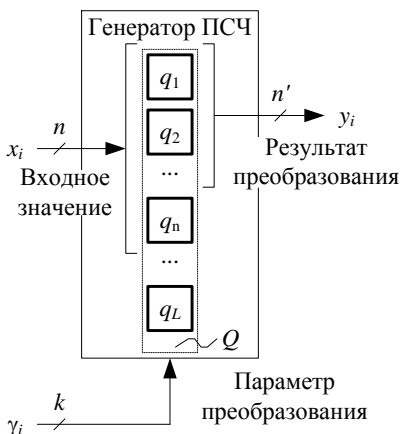 Генератор ПСЧ
q1
q2
...
qn
...
qL
Q
n
xi
Входное
значение
n′
yi
Результат
преобразования
Параметр
преобразования
k
γi